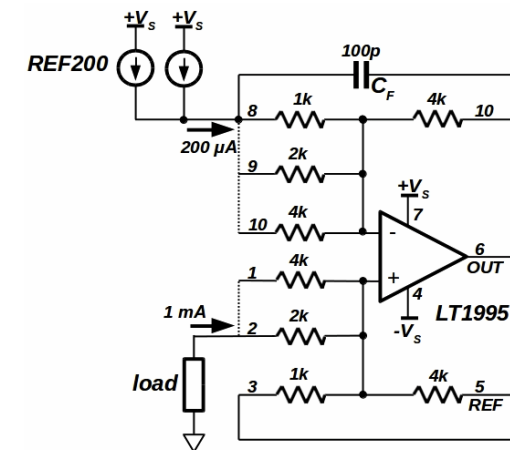 +Vs +Vs
REF200
100p
CF
8 1k 4k 10
200 µA
9 2k
10 4k
+Vs
7
-
1 4k
+
6
OUT
4
LT1995
1 mA
2 2k
-Vs
load
3 1k 4k 5
REF